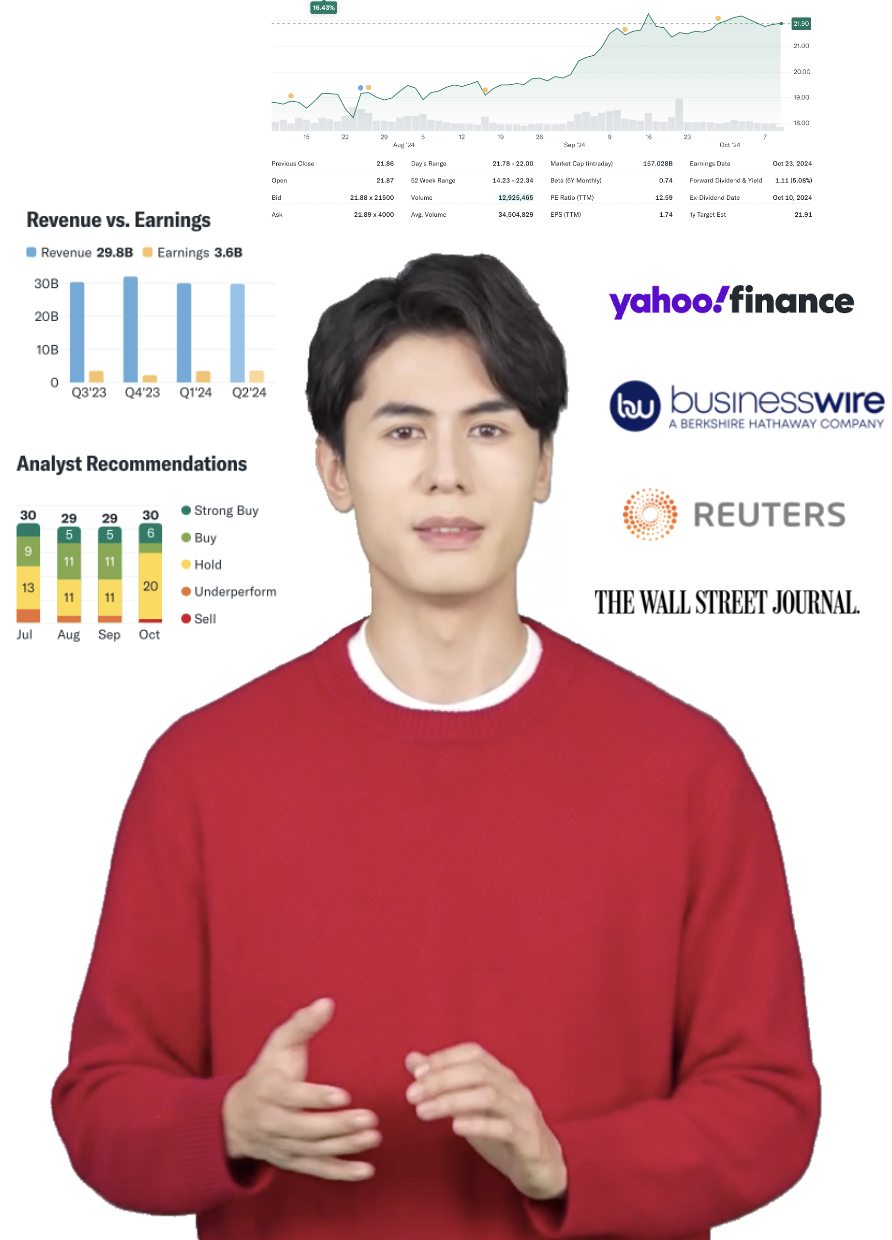 16.43%
21.90
21.00
20.00
19.00
18.00
15 22 29 5 12 19 26 9 16 23 7
Aug '24 Sep '24 Oct '24
Previous Close 21.86 Day's Range 21.78 - 22.00 Market Cap (intraday) 157.028B Earnings Date Oct 23, 2024
Open 21.87 52 Week Range 14.23 - 22.34 Beta (5Y Monthly) 0.74 Forward Dividend & Yield 1.11 (5.08%)
Bid 21.88 x 21500 Volume 12,925,465 PE Ratio (TTM) 12.59 Ex-Dividend Date Oct 10, 2024
Ask 21.89 x 4000 Avg. Volume 34,504,829 EPS (TTM) 1.74 1y Target Est 21.91
Revenue vs. Earnings
Revenue 29.8B Earnings 3.6B
30B
20B
10B
0
Q3'23 Q4'23 Q1'24 Q2'24
yahoo!finance
bw businesswire
A BERKSHIRE HATHAWAY COMPANY
REUTERS
THE WALL STREET JOURNAL.
Analyst Recommendations
30 29 29 30
5 5 6
9 11 11
13 11 11 20
Jul Aug Sep Oct
Strong Buy
Buy
Hold
Underperform
Sell